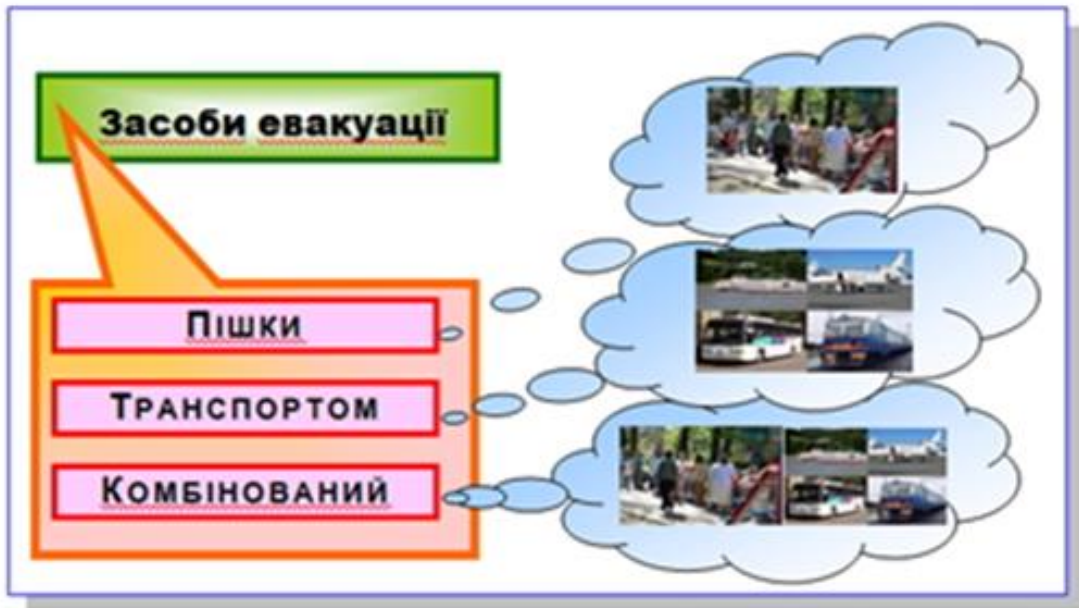 Засоби евакуації
Пішки
Транспортом
Комбінований